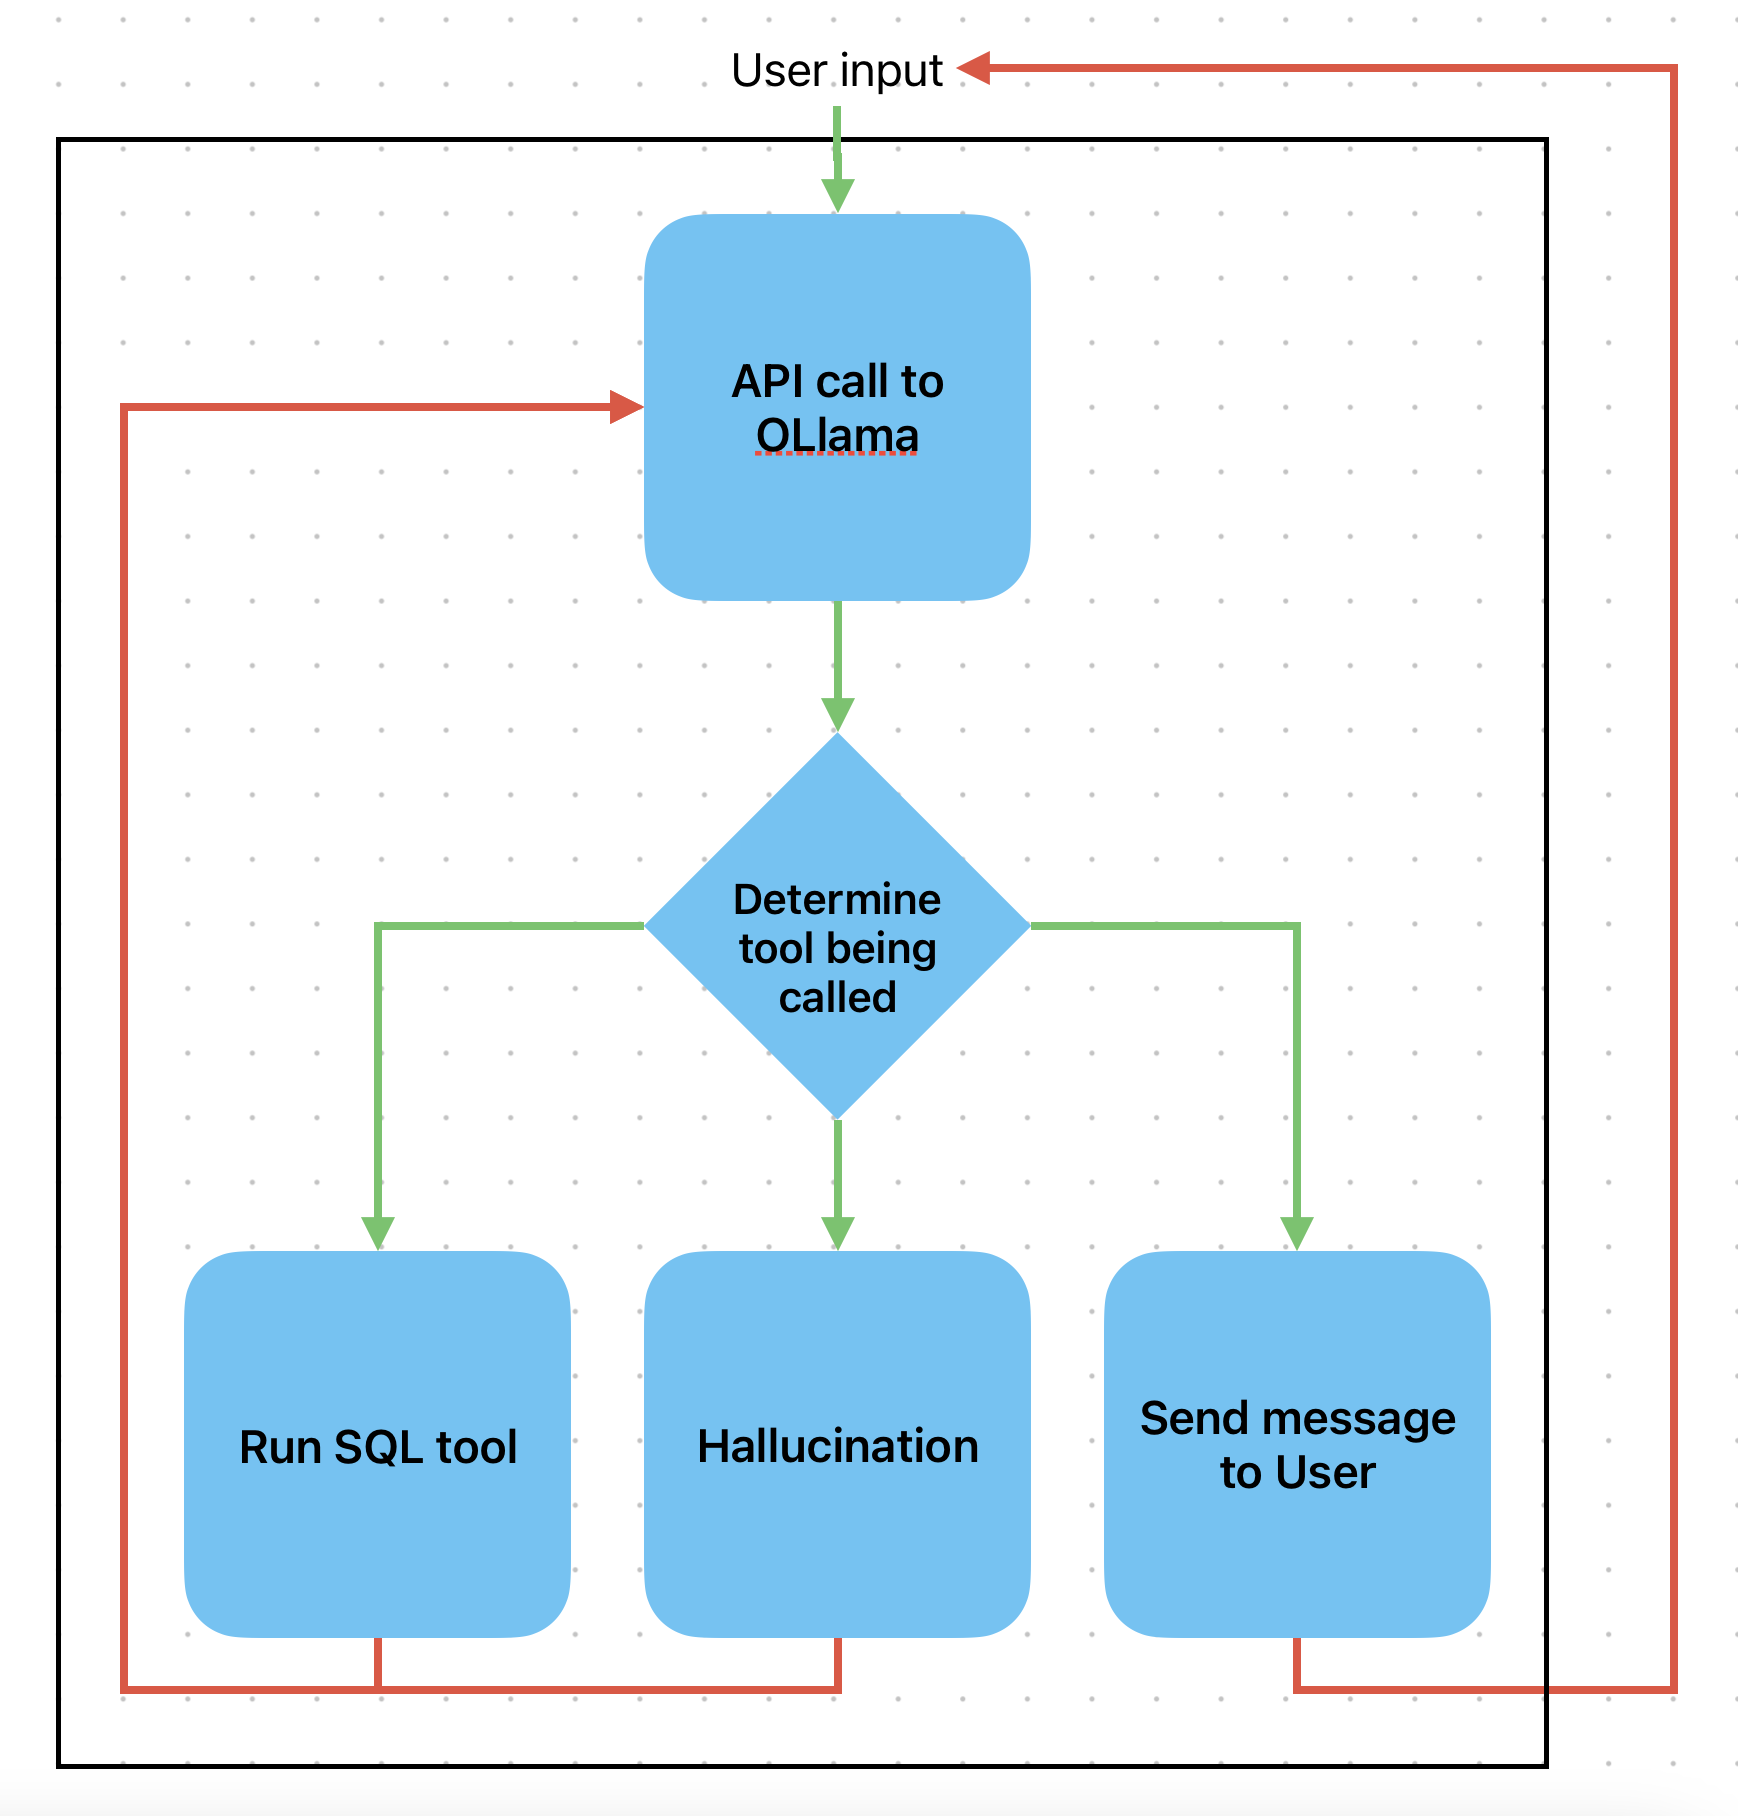 User input
API call to
OLlama
Determine
tool being
called
Run SQL tool
Hallucination
Send message
to User